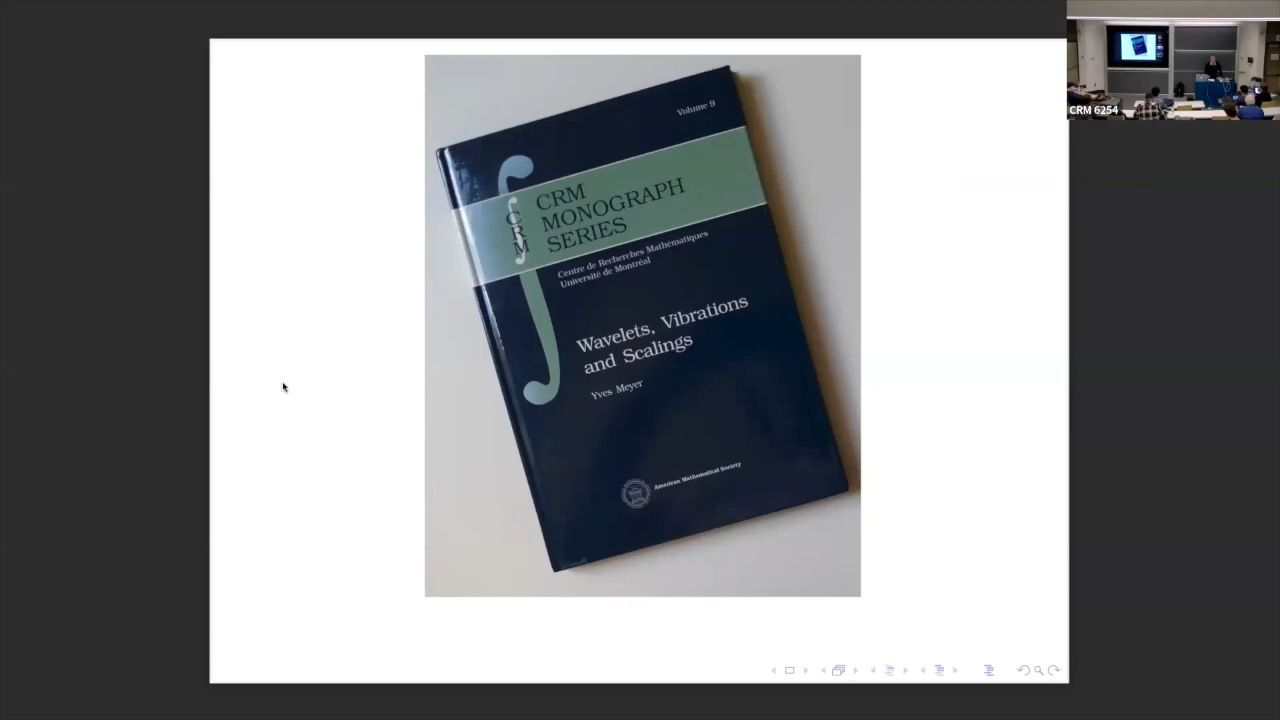 CRM 6254
Volume 9
CRM
MONOGRAPH
SERIES
CRM
Centre de Recherches Mathématiques
Université de Montréal
Wavelets, Vibrations
and Scalings
Yves Meyer
American Mathematical Society